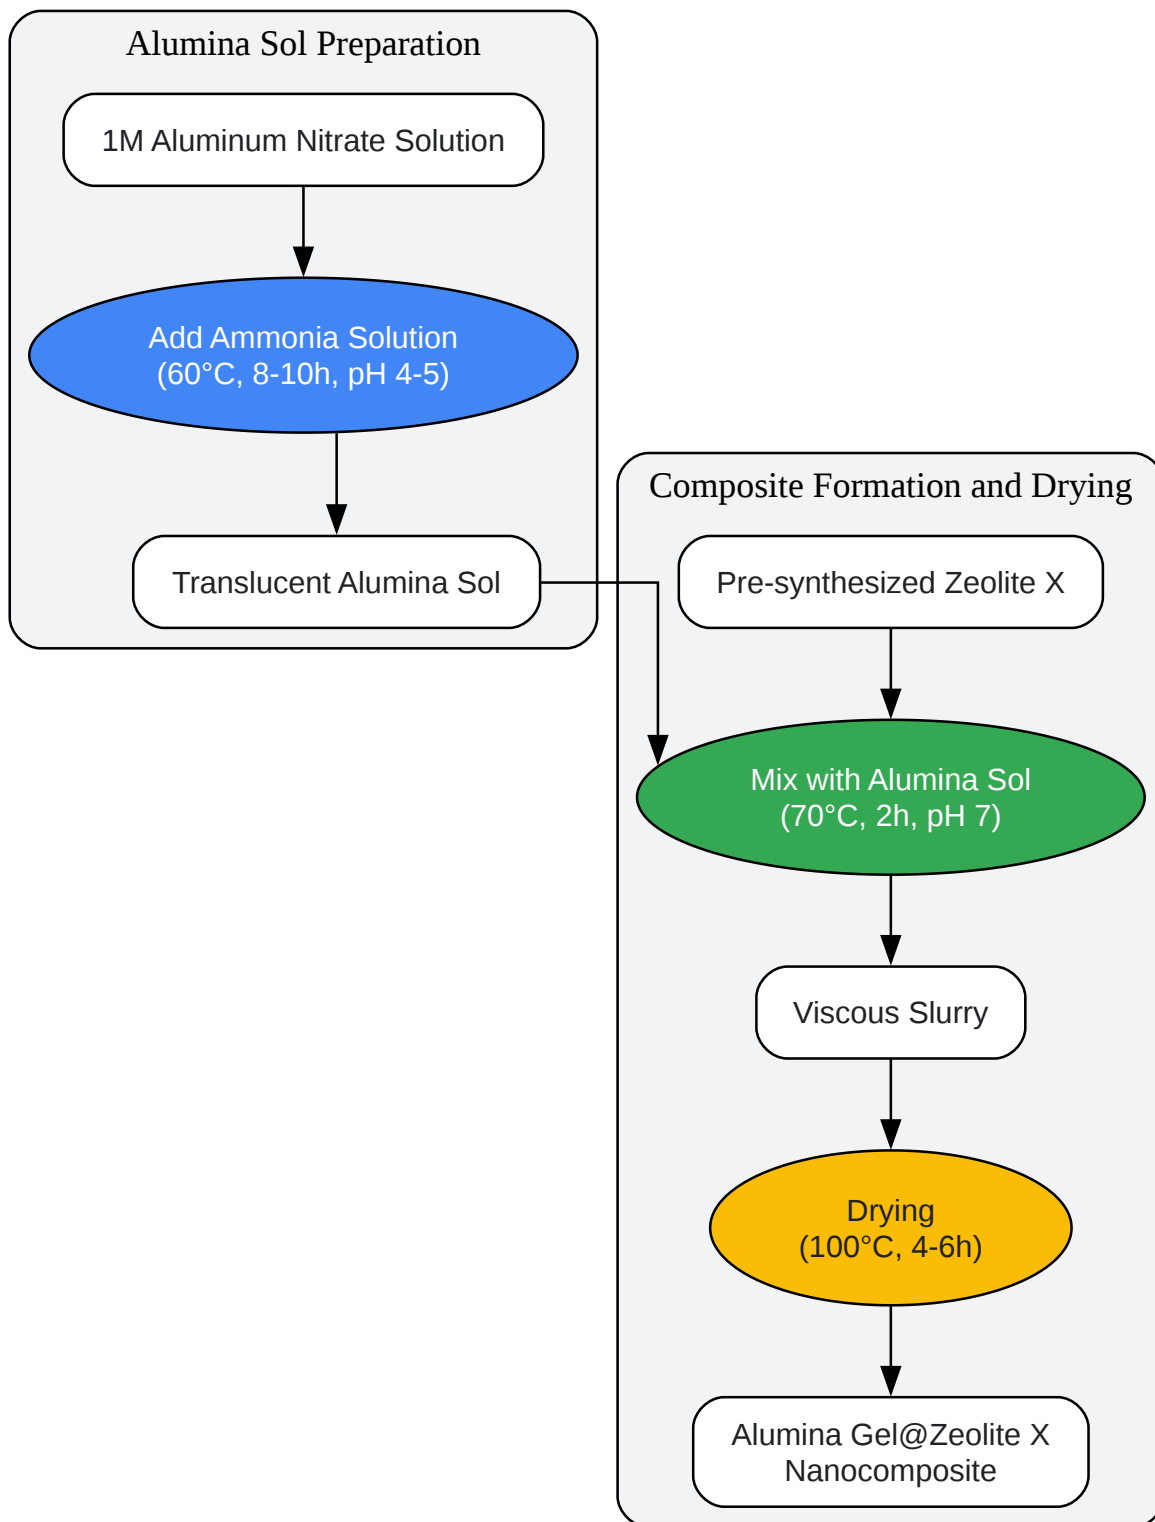 Alumina Sol Preparation
1M Aluminum Nitrate Solution
Add Ammonia Solution
(60°C, 8-10h, pH 4-5)
Translucent Alumina Sol
Composite Formation and Drying
Pre-synthesized Zeolite X
Mix with Alumina Sol
(70°C, 2h, pH 7)
Viscous Slurry
Drying
(100°C, 4-6h)
Alumina Gel@Zeolite X
Nanocomposite